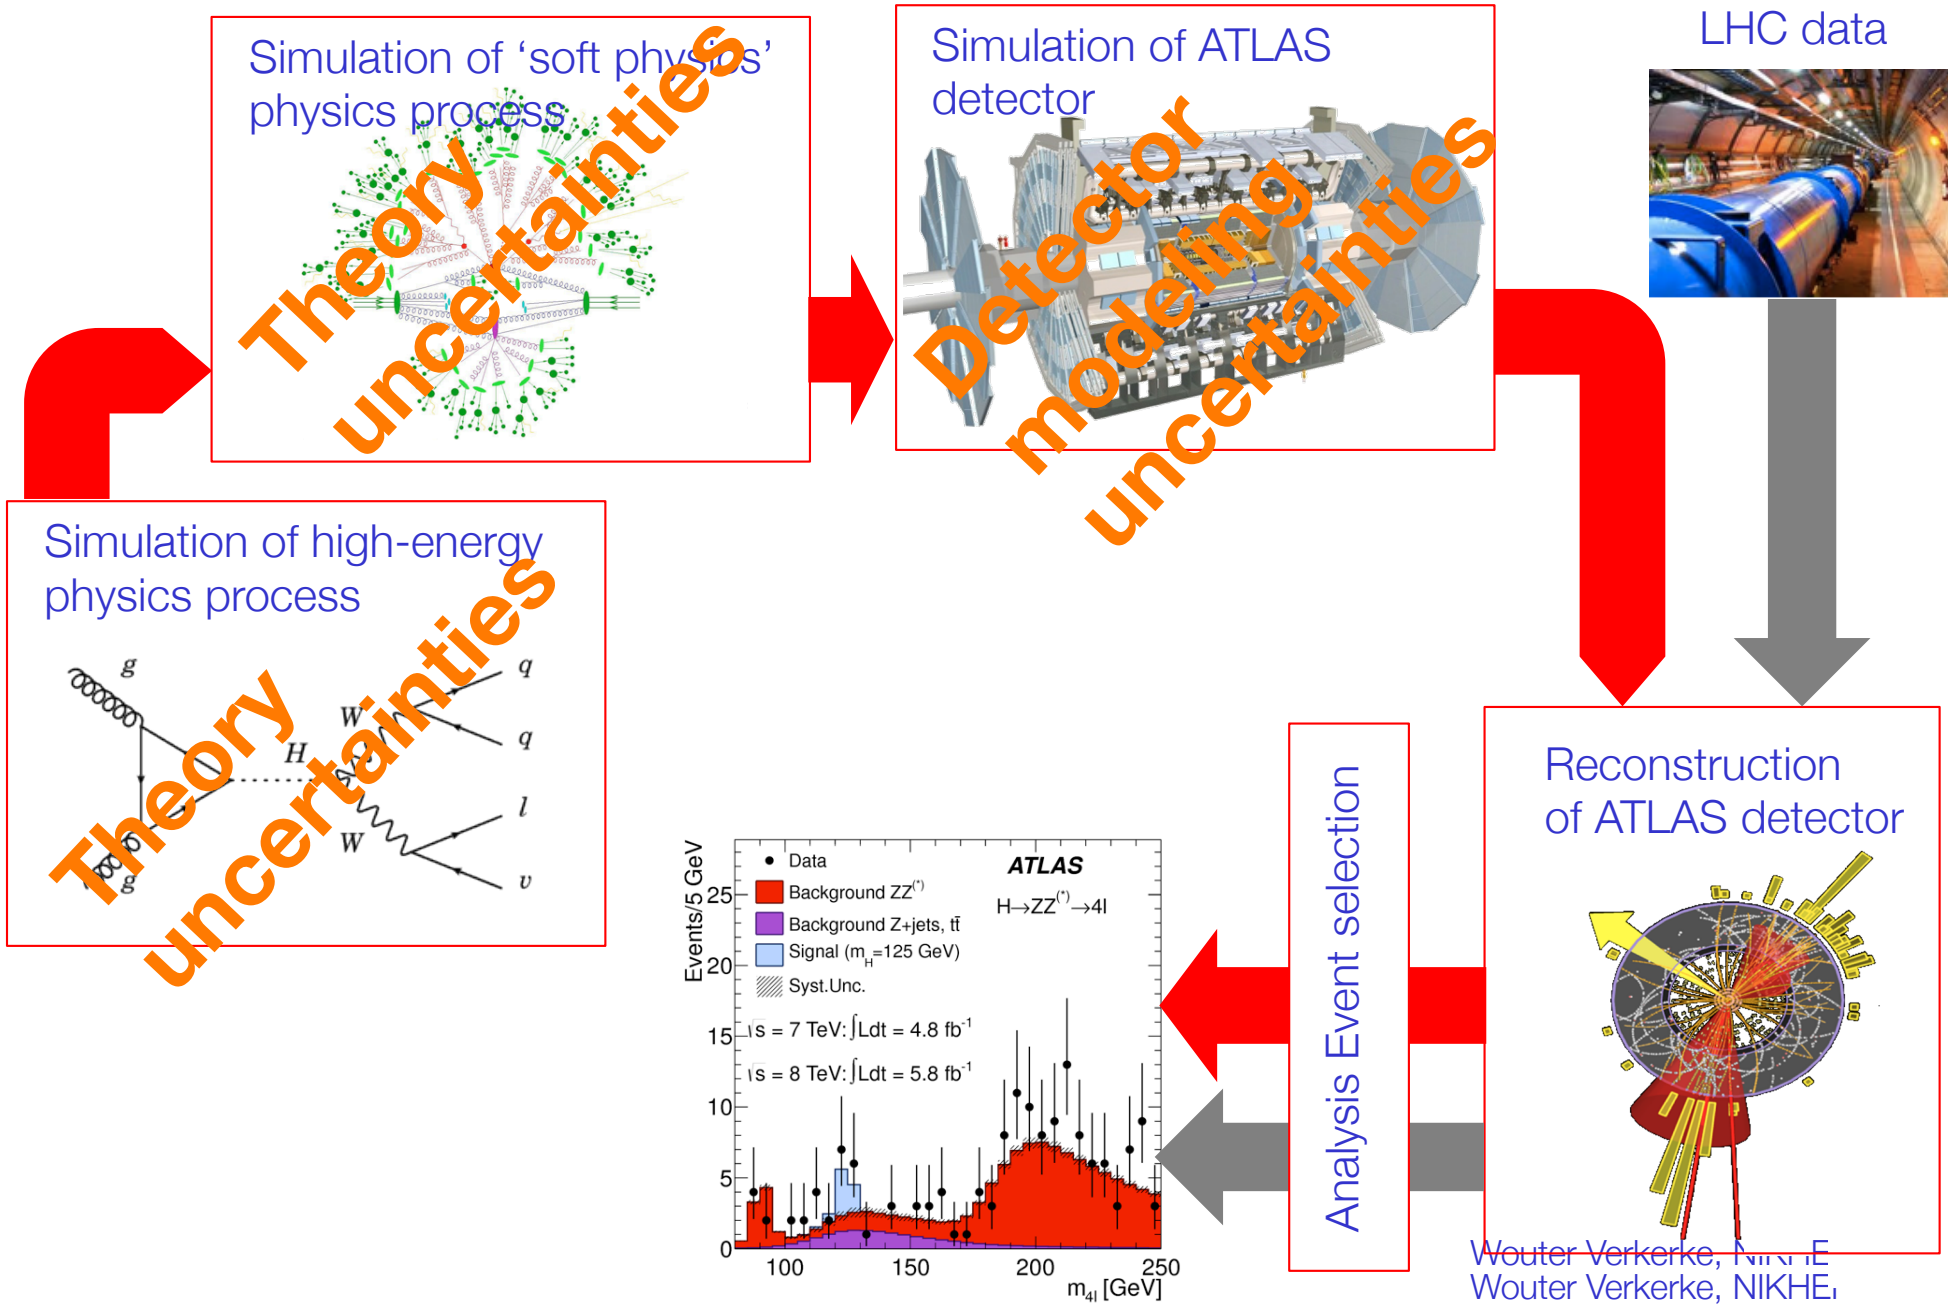 Simulation of ‘soft physics’
physics process
Theory
uncertainties
Simulation of ATLAS
detector
Detector
modeling
uncertainties
LHC data
Simulation of high-energy
physics process
Theory
uncertainties
g
g
H
W
W
q
q
l
ν
Reconstruction
of ATLAS detector
Analysis Event selection
Events/5 GeV
25
20
15
10
5
0
100
150
200
250
m4l [GeV]
Data
Background ZZ(*)
Background Z+jets, tt̄
Signal (mH=125 GeV)
Syst.Unc.
√s = 7 TeV: ∫Ldt = 4.8 fb-1
√s = 8 TeV: ∫Ldt = 5.8 fb-1
ATLAS
H→ZZ(*)→4l
Wouter Verkerke,
Wouter Verkerke,